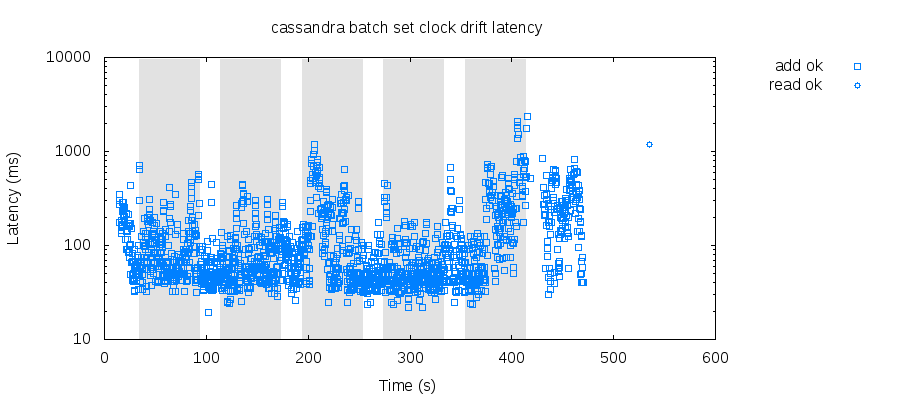 cassandra batch set clock drift latency
10000
1000
100
10
0 100 200 300 400 500 600
Latency (ms)
Time (s)
add ok
read ok